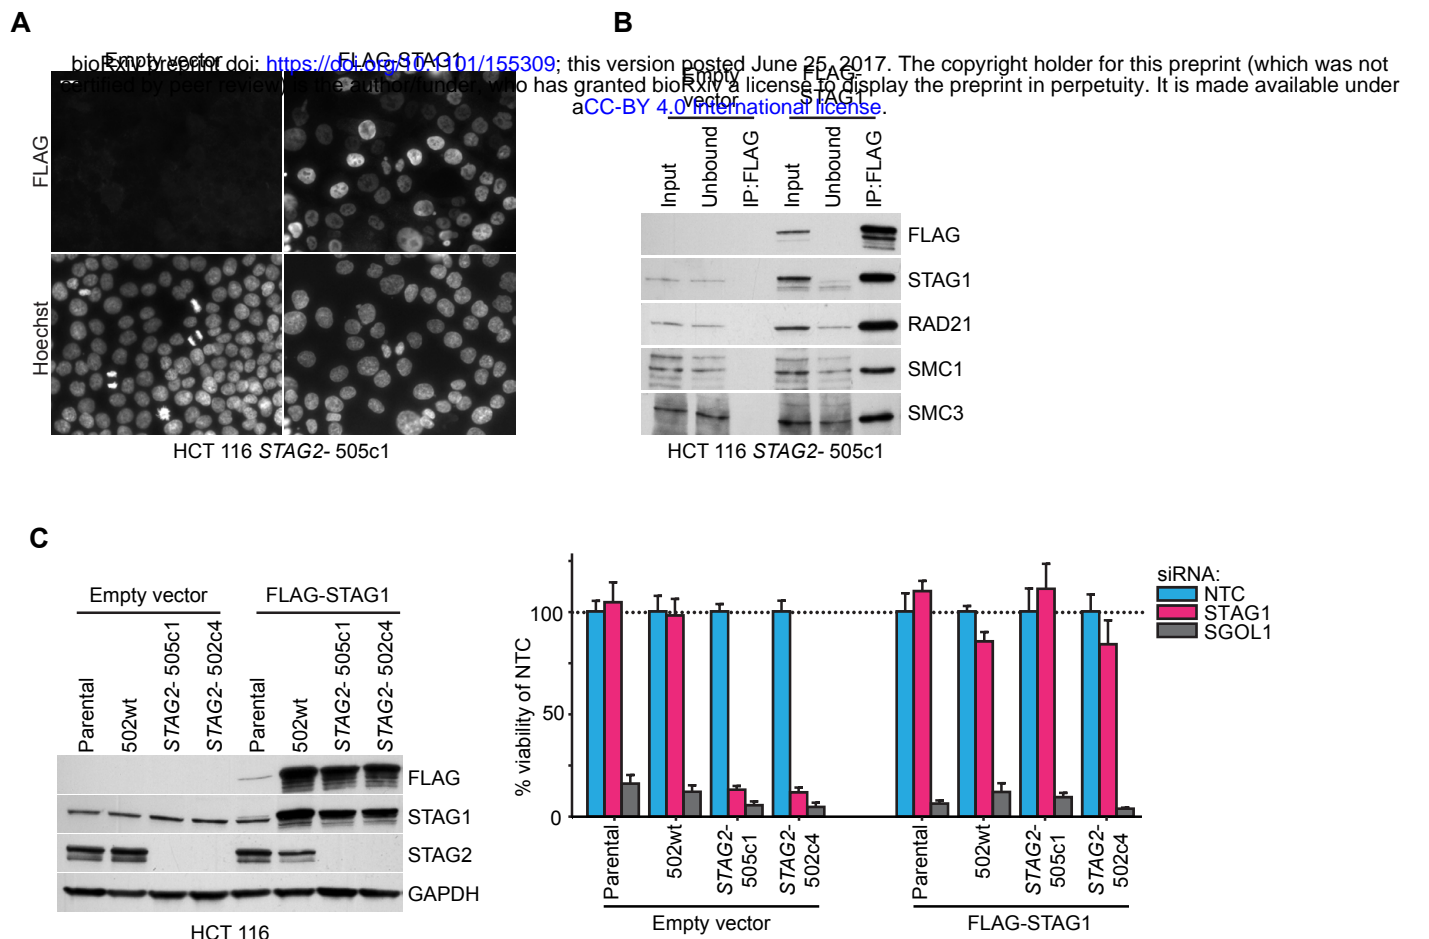 A
B
Empty vector
FLAG-STAG1
bioRxiv preprint doi: https://doi.org/10.1101/155309; this version posted June 25, 2017. The copyright holder for this preprint (which was not
certified by peer review) is the author/funder, who has granted bioRxiv a license to display the preprint in perpetuity. It is made available under
aCC-BY 4.0 International license.
Empty
vector
FLAG-
STAG1
FLAG
Hoechst
HCT 116 STAG2- 505c1
Input
Unbound
IP:FLAG
Input
Unbound
IP:FLAG
FLAG
STAG1
RAD21
SMC1
SMC3
HCT 116 STAG2- 505c1
C
Empty vector
FLAG-STAG1
Parental
502wt
STAG2- 505c1
STAG2- 502c4
Parental
502wt
STAG2- 505c1
STAG2- 502c4
FLAG
STAG1
STAG2
GAPDH
HCT 116
% viability of NTC
100
50
0
siRNA:
NTC
STAG1
SGOL1
Parental
502wt
STAG2-
505c1
STAG2-
502c4
Parental
502wt
STAG2-
505c1
STAG2-
502c4
Empty vector
FLAG-STAG1